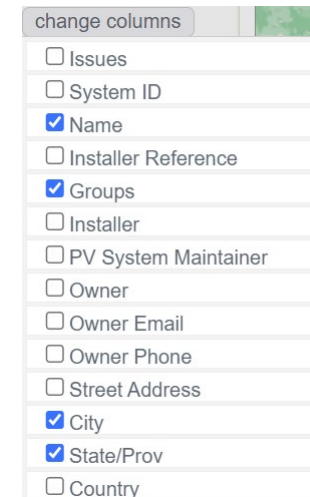 change columns
Issues
System ID
Name
Installer Reference
Groups
Installer
PV System Maintainer
Owner
Owner Email
Owner Phone
Street Address
City
State/Prov
Country